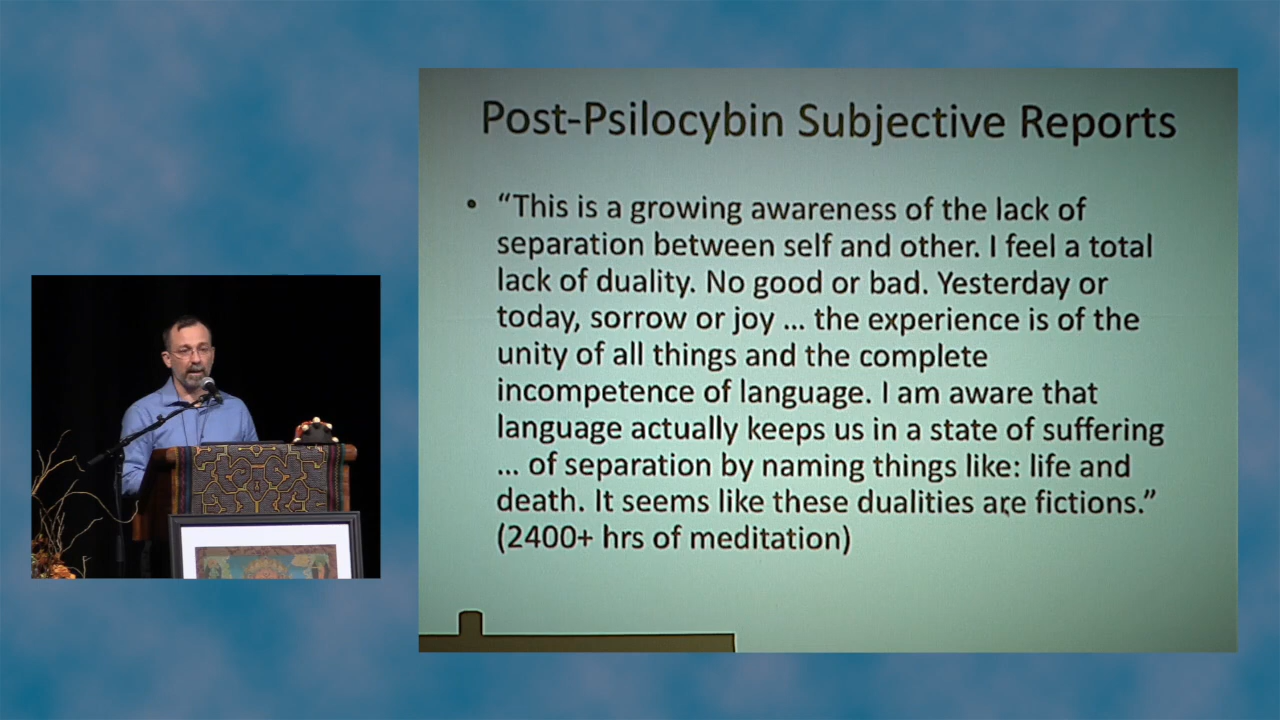 Post-Psilocybin Subjective Reports
• “This is a growing awareness of the lack of
separation between self and other. I feel a total
lack of duality. No good or bad. Yesterday or
today, sorrow or joy ... the experience is of the
unity of all things and the complete
incompetence of language. I am aware that
language actually keeps us in a state of suffering
... of separation by naming things like: life and
death. It seems like these dualities are fictions.”
(2400+ hrs of meditation)